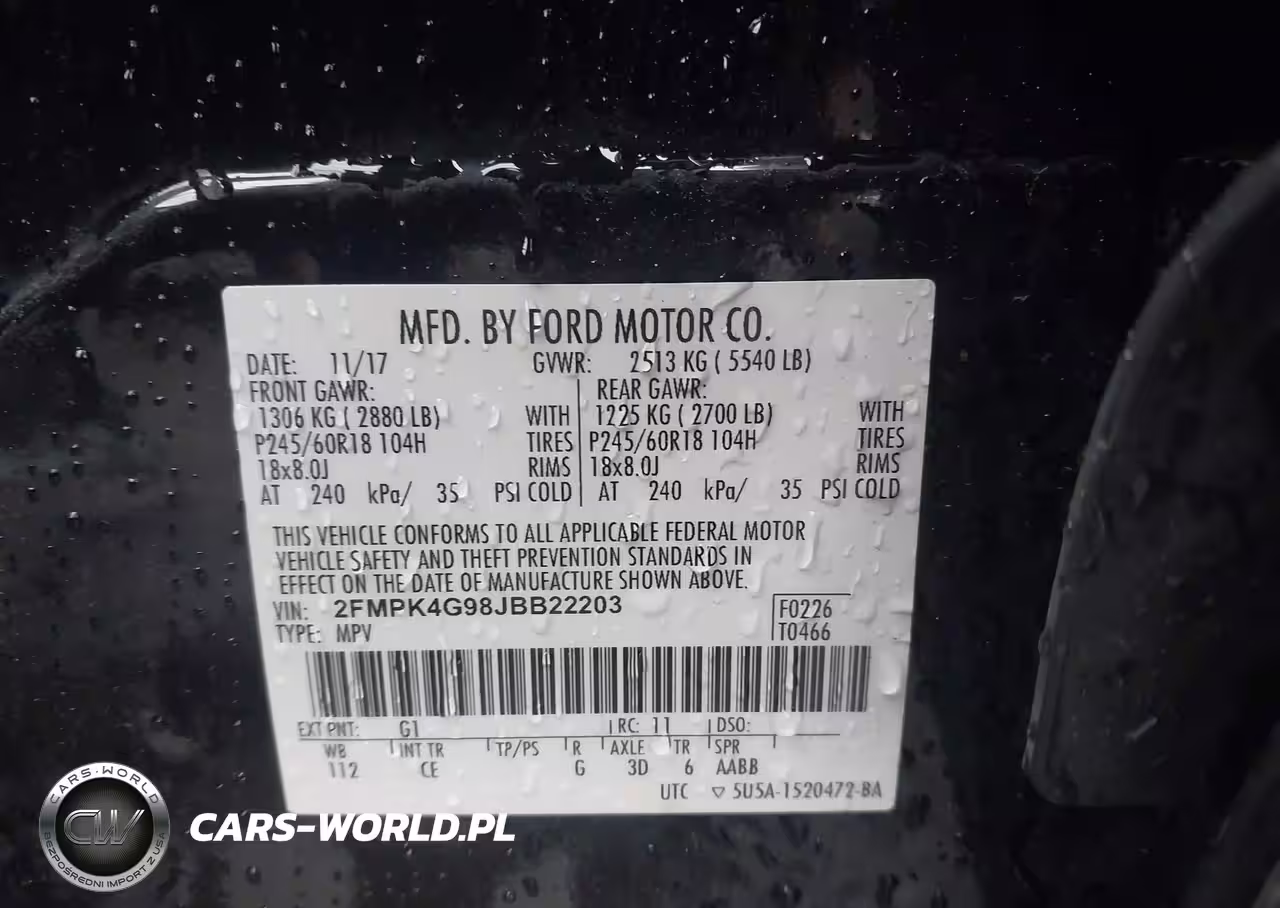 MFD. BY FORD MOTOR CO.
DATE: 11/17 GVWR: 2513 KG ( 5540 LB)
FRONT GAWR: REAR GAWR:
1306 KG ( 2880 LB) WITH 1225 KG ( 2700 LB) WITH
P245/60R18 104H TIRES P245/60R18 104H TIRES
18x8.0J RIMS 18x8.0J RIMS
AT 240 kPa/ 35 PSI COLD AT 240 kPa/ 35 PSI COLD
THIS VEHICLE CONFORMS TO ALL APPLICABLE FEDERAL MOTOR
VEHICLE SAFETY AND THEFT PREVENTION STANDARDS IN
EFFECT ON THE DATE OF MANUFACTURE SHOWN ABOVE.
VIN: 2FMPK4G98JBB22203 F0226
TYPE: MPV T0466
EXT PNT: G1 RC: 11 DSO:
WB INT TR TP/PS R AXLE TR SPR
112 CE G 3D 6 AABB
UTC ▽ 5U5A-1520472-BA
CARS-WORLD
CW
BEZPOŚREDNI IMPORT Z USA
CARS-WORLD.PL